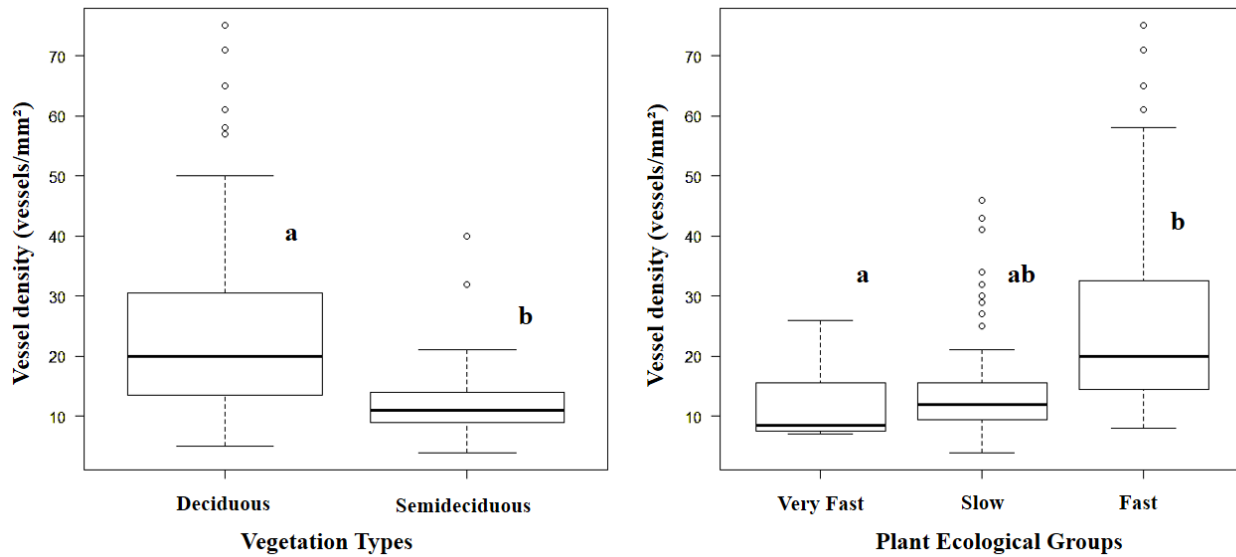 Vessel density (vessels/mm²)
70
60
50
40
30
20
10
a
b
Deciduous
Semideciduous
Vegetation Types
Vessel density (vessels/mm²)
70
60
50
40
30
20
10
a
ab
b
Very Fast
Slow
Fast
Plant Ecological Groups